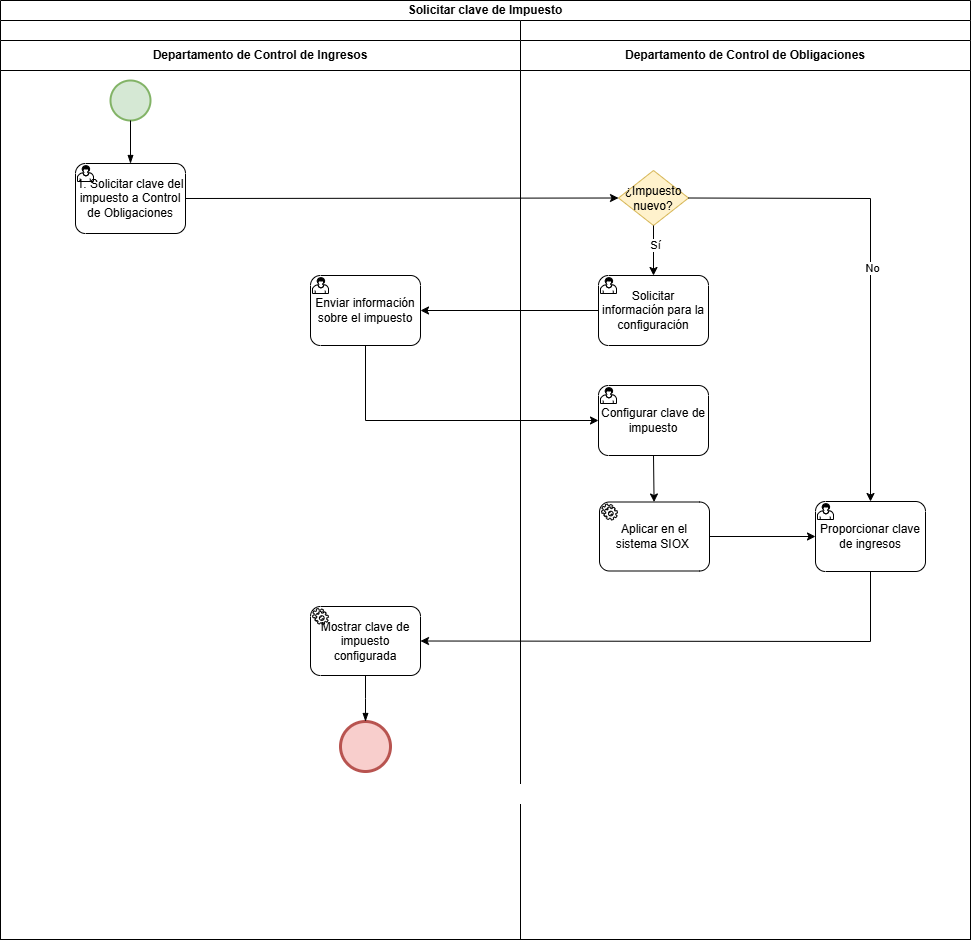 Solicitar clave de Impuesto
Departamento de Control de Ingresos
Departamento de Control de Obligaciones
1. Solicitar clave del
impuesto a Control
de Obligaciones
¿Impuesto
nuevo?
Sí
No
Enviar información
sobre el impuesto
Solicitar
información para la
configuración
Configurar clave de
impuesto
Aplicar en el
sistema SIOX
Proporcionar clave
de ingresos
Mostrar clave de
impuesto
configurada